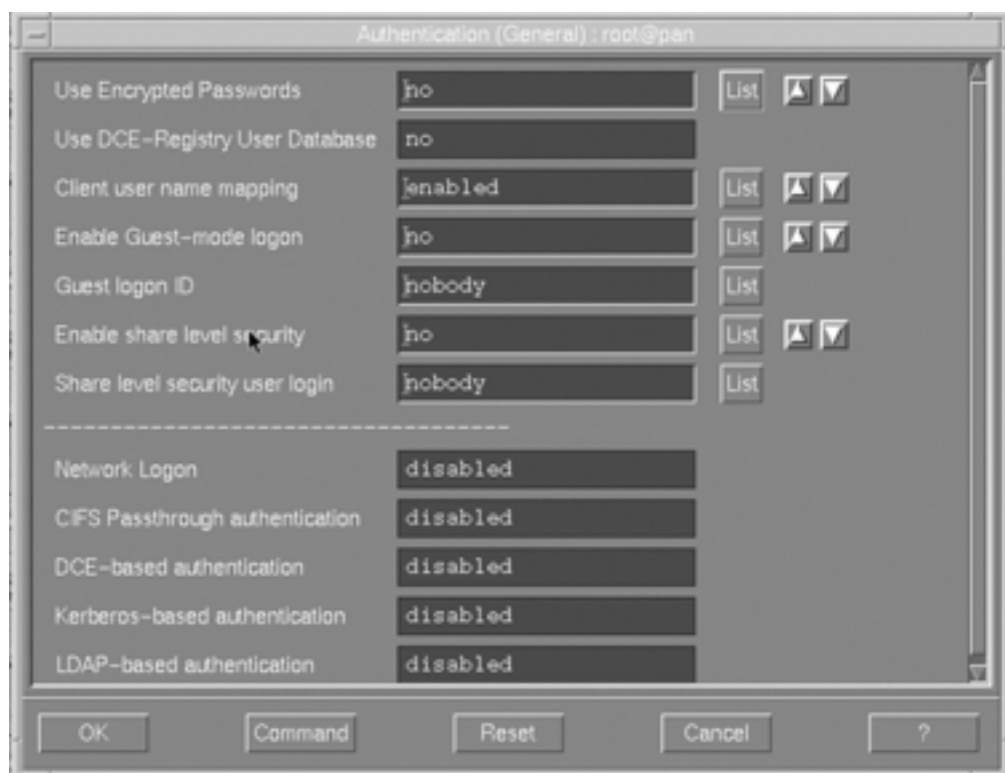 Authentication (General) : root@pan
Use Encrypted Passwords no List
Use DCE-Registry User Database no
Client user name mapping enabled List
Enable Guest-mode logon no List
Guest logon ID nobody List
Enable share level security no List
Share level security user login nobody List
-----------------------------------
Network Logon disabled
CIFS Passthrough authentication disabled
DCE-based authentication disabled
Kerberos-based authentication disabled
LDAP-based authentication disabled
OK Command Reset Cancel ?